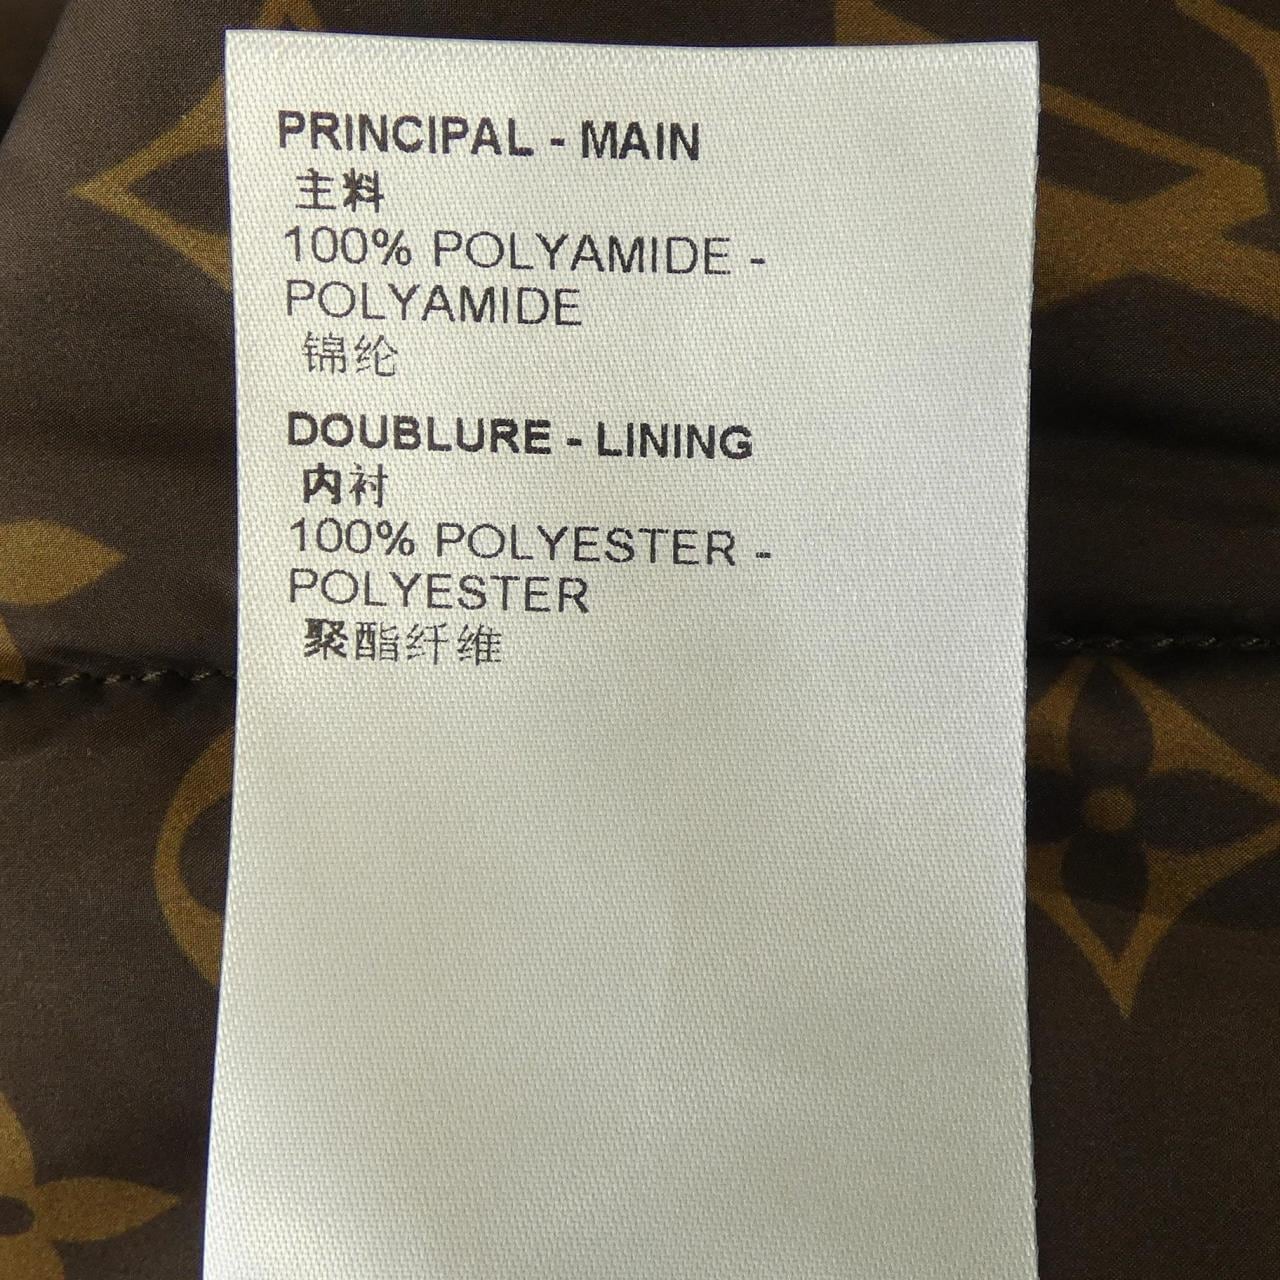 PRINCIPAL - MAIN
主料
100% POLYAMIDE -
POLYAMIDE
锦纶
DOUBLURE - LINING
内衬
100% POLYESTER -
POLYESTER
聚酯纤维